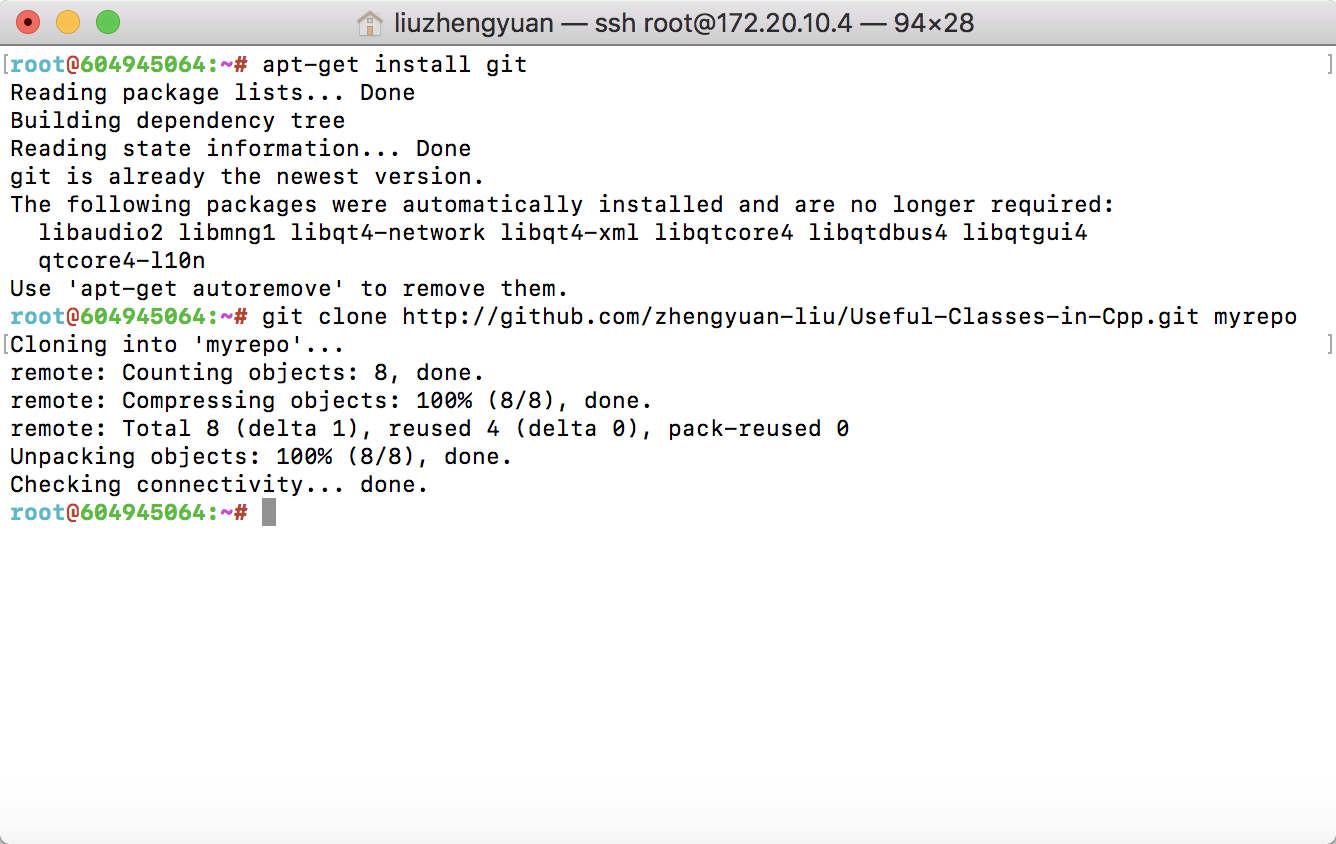 liuzhengyuan — ssh root@172.20.10.4 — 94×28
[root@604945064:~# apt-get install git ]
Reading package lists... Done
Building dependency tree
Reading state information... Done
git is already the newest version.
The following packages were automatically installed and are no longer required:
  libaudio2 libmng1 libqt4-network libqt4-xml libqtcore4 libqtdbus4 libqtgui4
  qtcore4-l10n
Use 'apt-get autoremove' to remove them.
root@604945064:~# git clone http://github.com/zhengyuan-liu/Useful-Classes-in-Cpp.git myrepo
[Cloning into 'myrepo'... ]
remote: Counting objects: 8, done.
remote: Compressing objects: 100% (8/8), done.
remote: Total 8 (delta 1), reused 4 (delta 0), pack-reused 0
Unpacking objects: 100% (8/8), done.
Checking connectivity... done.
root@604945064:~#